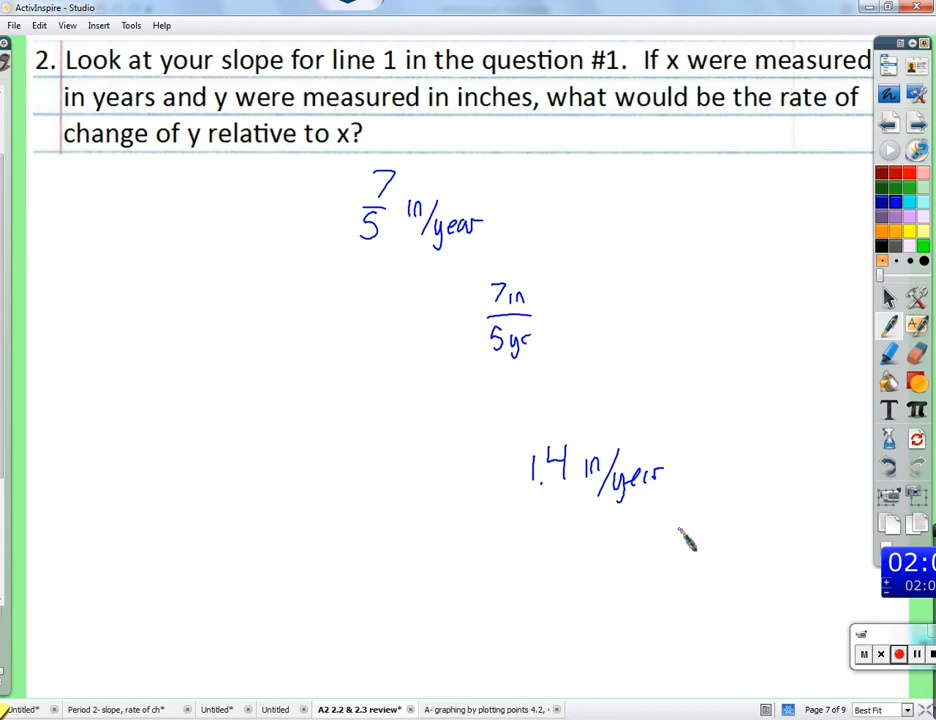 ActivInspire - Studio
File Edit View Insert Tools Help
2. Look at your slope for line 1 in the question #1. If x were measured
in years and y were measured in inches, what would be the rate of
change of y relative to x?
7
5
in/year
7in
5yr
1.4 in/year
T π
02:0
02:0
M
Untitled* Period 2- slope, rate of ch* Untitled* Untitled A2 2.2 & 2.3 review* A- graphing by plotting points 4.2, Page 7 of 9 Best Fit